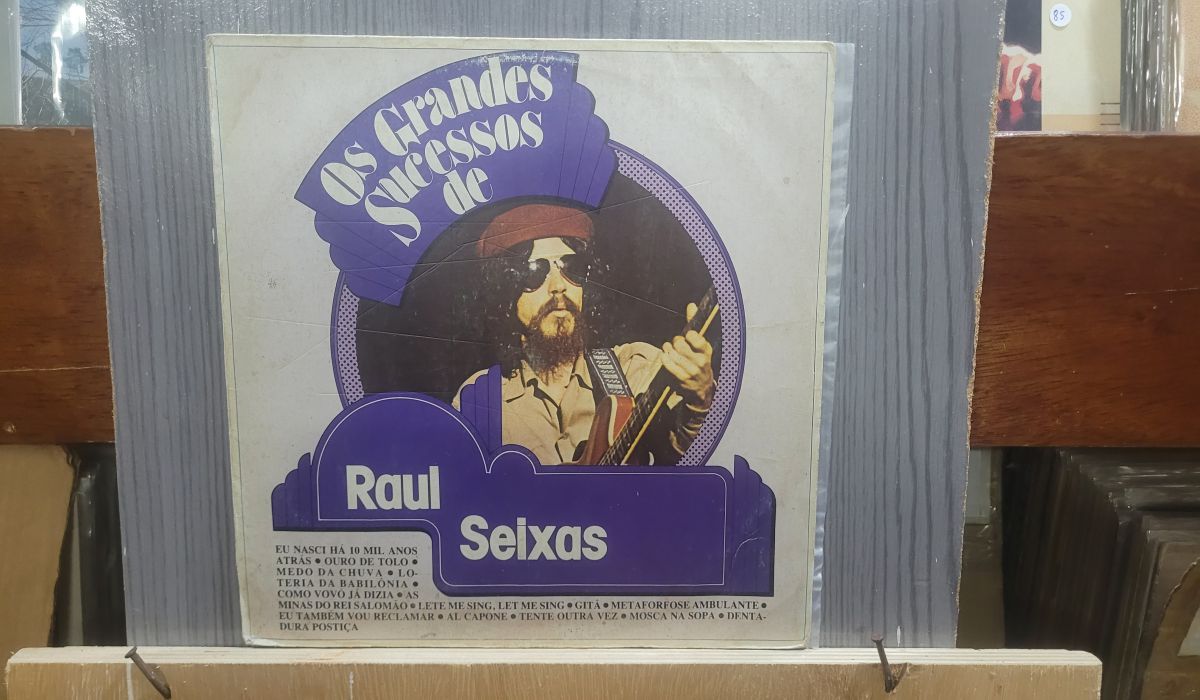 Os Grandes
Sucessos
de
Raul
Seixas
EU NASCI HÁ 10 MIL ANOS
ATRÁS • OURO DE TOLO •
MEDO DA CHUVA • LO-
TERIA DA BABILÔNIA •
COMO VOVÓ JÁ DIZIA • AS
MINAS DO REI SALOMÃO • LETE ME SING, LET ME SING • GITÁ • METAFORFOSE AMBULANTE •
EU TAMBÉM VOU RECLAMAR • AL CAPONE • TENTE OUTRA VEZ • MOSCA NA SOPA • DENTA-
DURA POSTIÇA
85